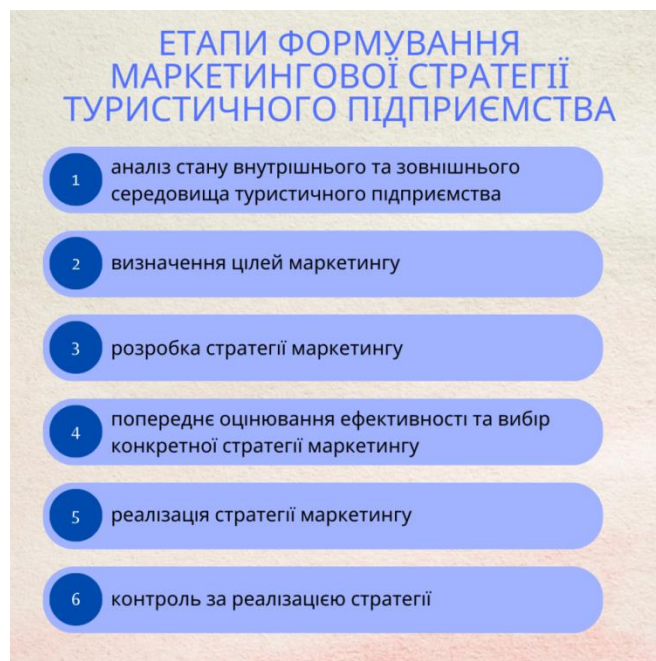 ЕТАПИ ФОРМУВАННЯ
МАРКЕТИНГОВОЇ СТРАТЕГІЇ
ТУРИСТИЧНОГО ПІДПРИЄМСТВА
1 аналіз стану внутрішнього та зовнішнього
середовища туристичного підприємства
2 визначення цілей маркетингу
3 розробка стратегії маркетингу
4 попереднє оцінювання ефективності та вибір
конкретної стратегії маркетингу
5 реалізація стратегії маркетингу
6 контроль за реалізацією стратегії